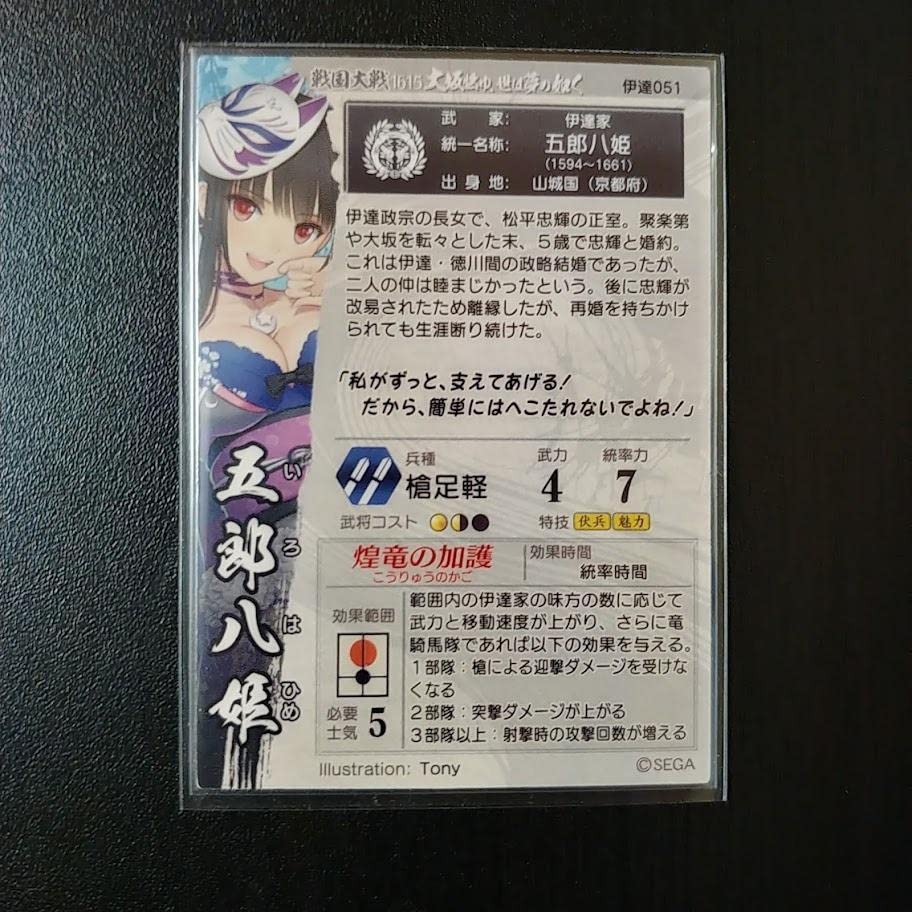 戦国大戦 1615 大坂燃ゆ、世は夢の如く
伊達051
武家: 伊達家
統一名称: 五郎八姫
(1594～1661)
出身地: 山城国(京都府)
伊達政宗の長女で、松平忠輝の正室。聚楽第
や大坂を転々とした末、5歳で忠輝と婚約。
これは伊達・徳川間の政略結婚であったが、
二人の仲は睦まじかったという。後に忠輝が
改易されたため離縁したが、再婚を持ちかけ
られても生涯断り続けた。
「私がずっと、支えてあげる!
だから、簡単にはへこたれないでよね!」
五郎八姫
いろはひめ
兵種
槍足軽
武力
4
統率力
7
武将コスト
特技 伏兵 魅力
煌竜の加護
こうりゅうのかご
効果時間
統率時間
効果範囲
必要
士気 5
範囲内の伊達家の味方の数に応じて
武力と移動速度が上がり、さらに竜
騎馬隊であれば以下の効果を与える。
1部隊:槍による迎撃ダメージを受けな
くなる
2部隊:突撃ダメージが上がる
3部隊以上:射撃時の攻撃回数が増える
Illustration: Tony
©SEGA